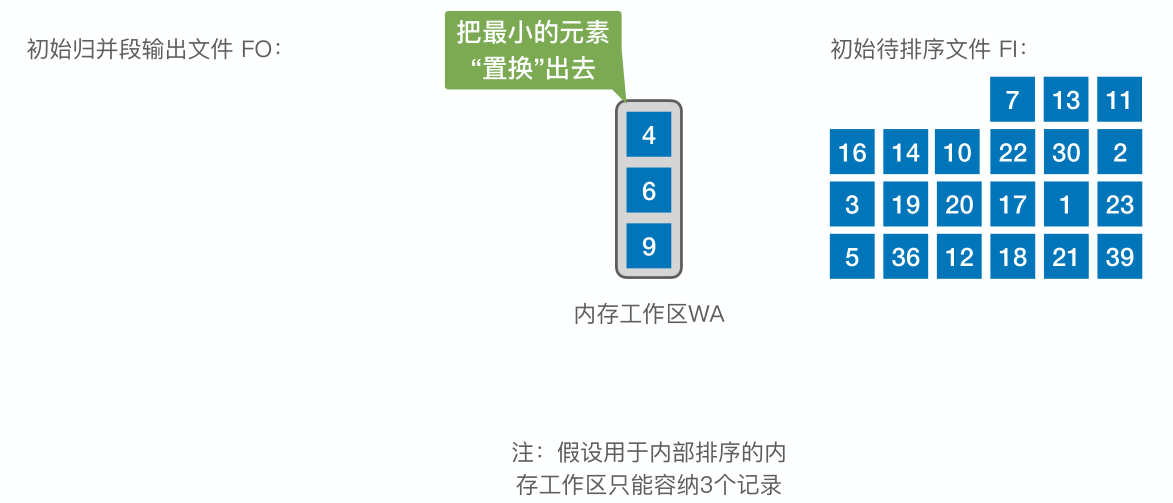 初始归并段输出文件 FO：
把最小的元素
“置换”出去
初始待排序文件 FI：
7 13 11
16 14 10 22 30 2
3 19 20 17 1 23
5 36 12 18 21 39
4
6
9
内存工作区WA
注：假设用于内部排序的内
存工作区只能容纳3个记录